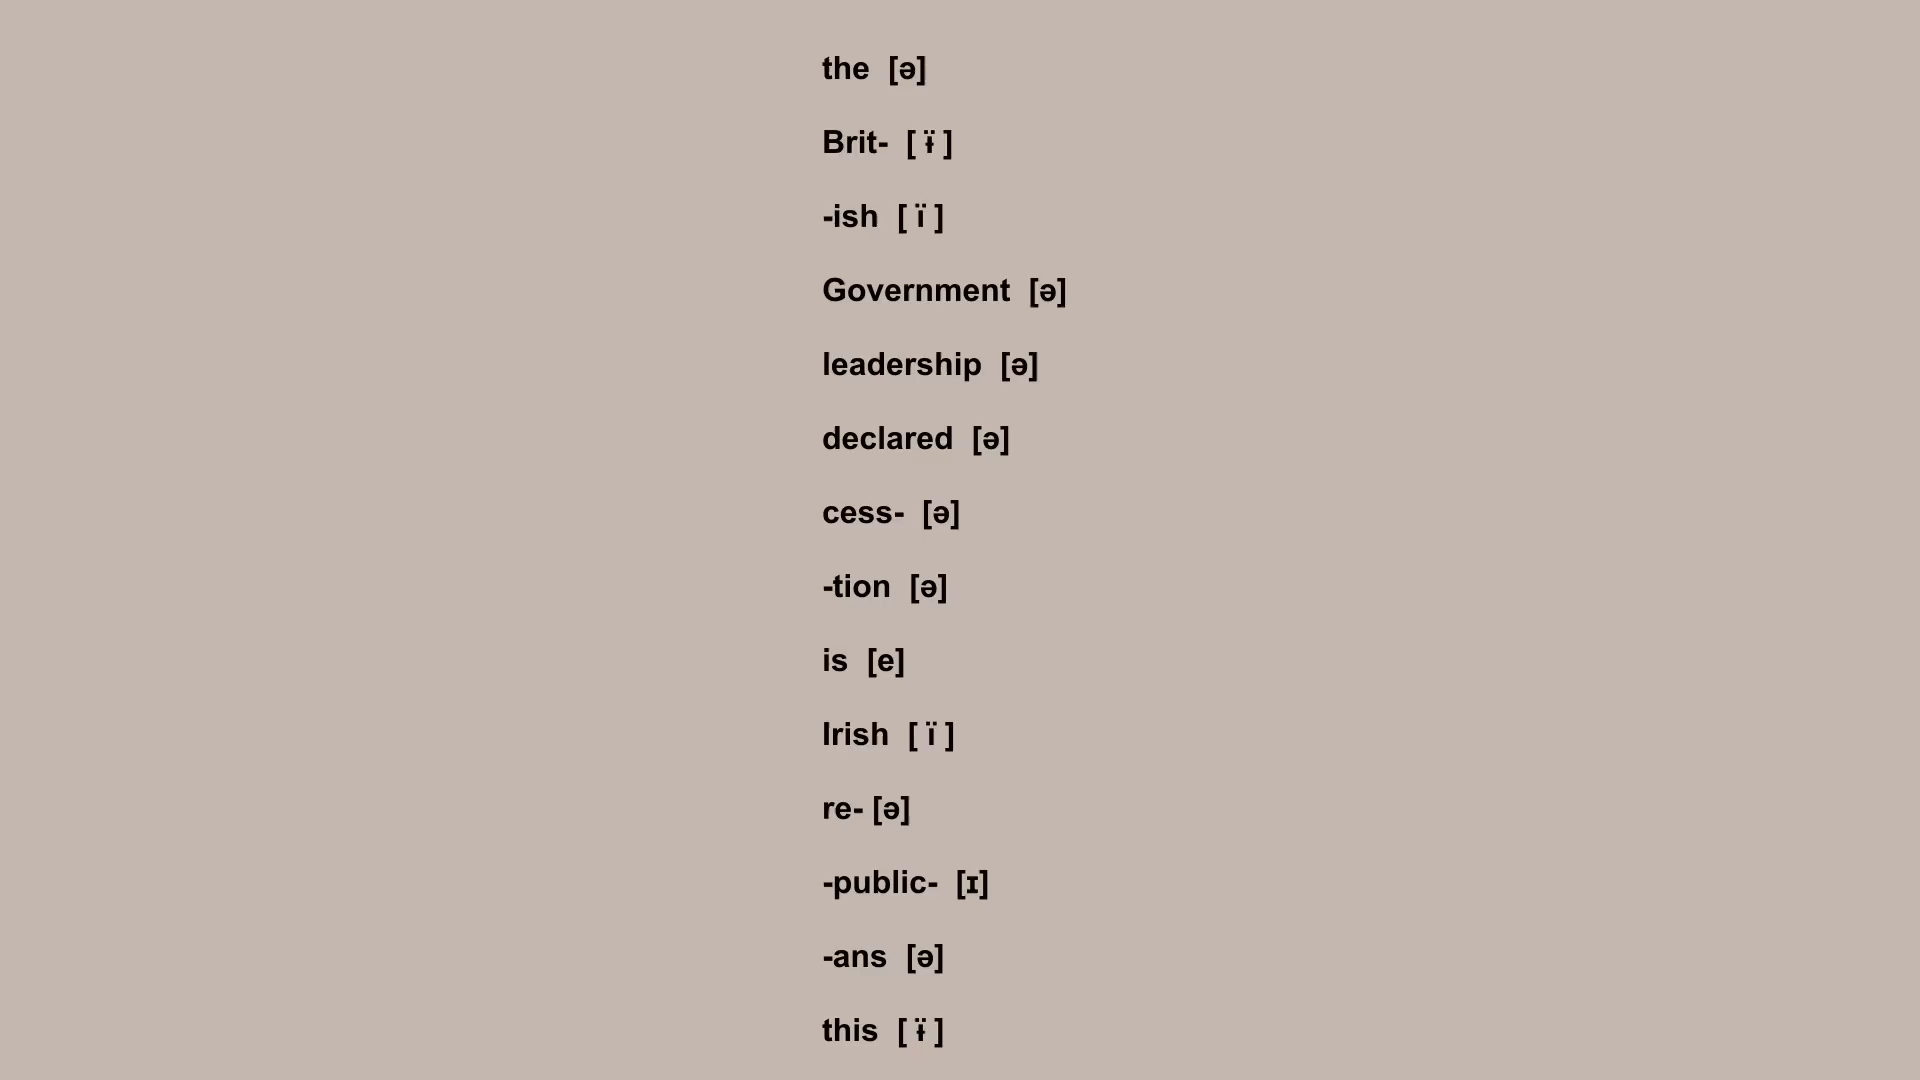 the [ə]
Brit- [ ɨ̈ ]
-ish [ ï ]
Government [ə]
leadership [ə]
declared [ə]
cess- [ə]
-tion [ə]
is [e]
Irish [ ï ]
re- [ə]
-public- [ɪ]
-ans [ə]
this [ ɨ̈ ]